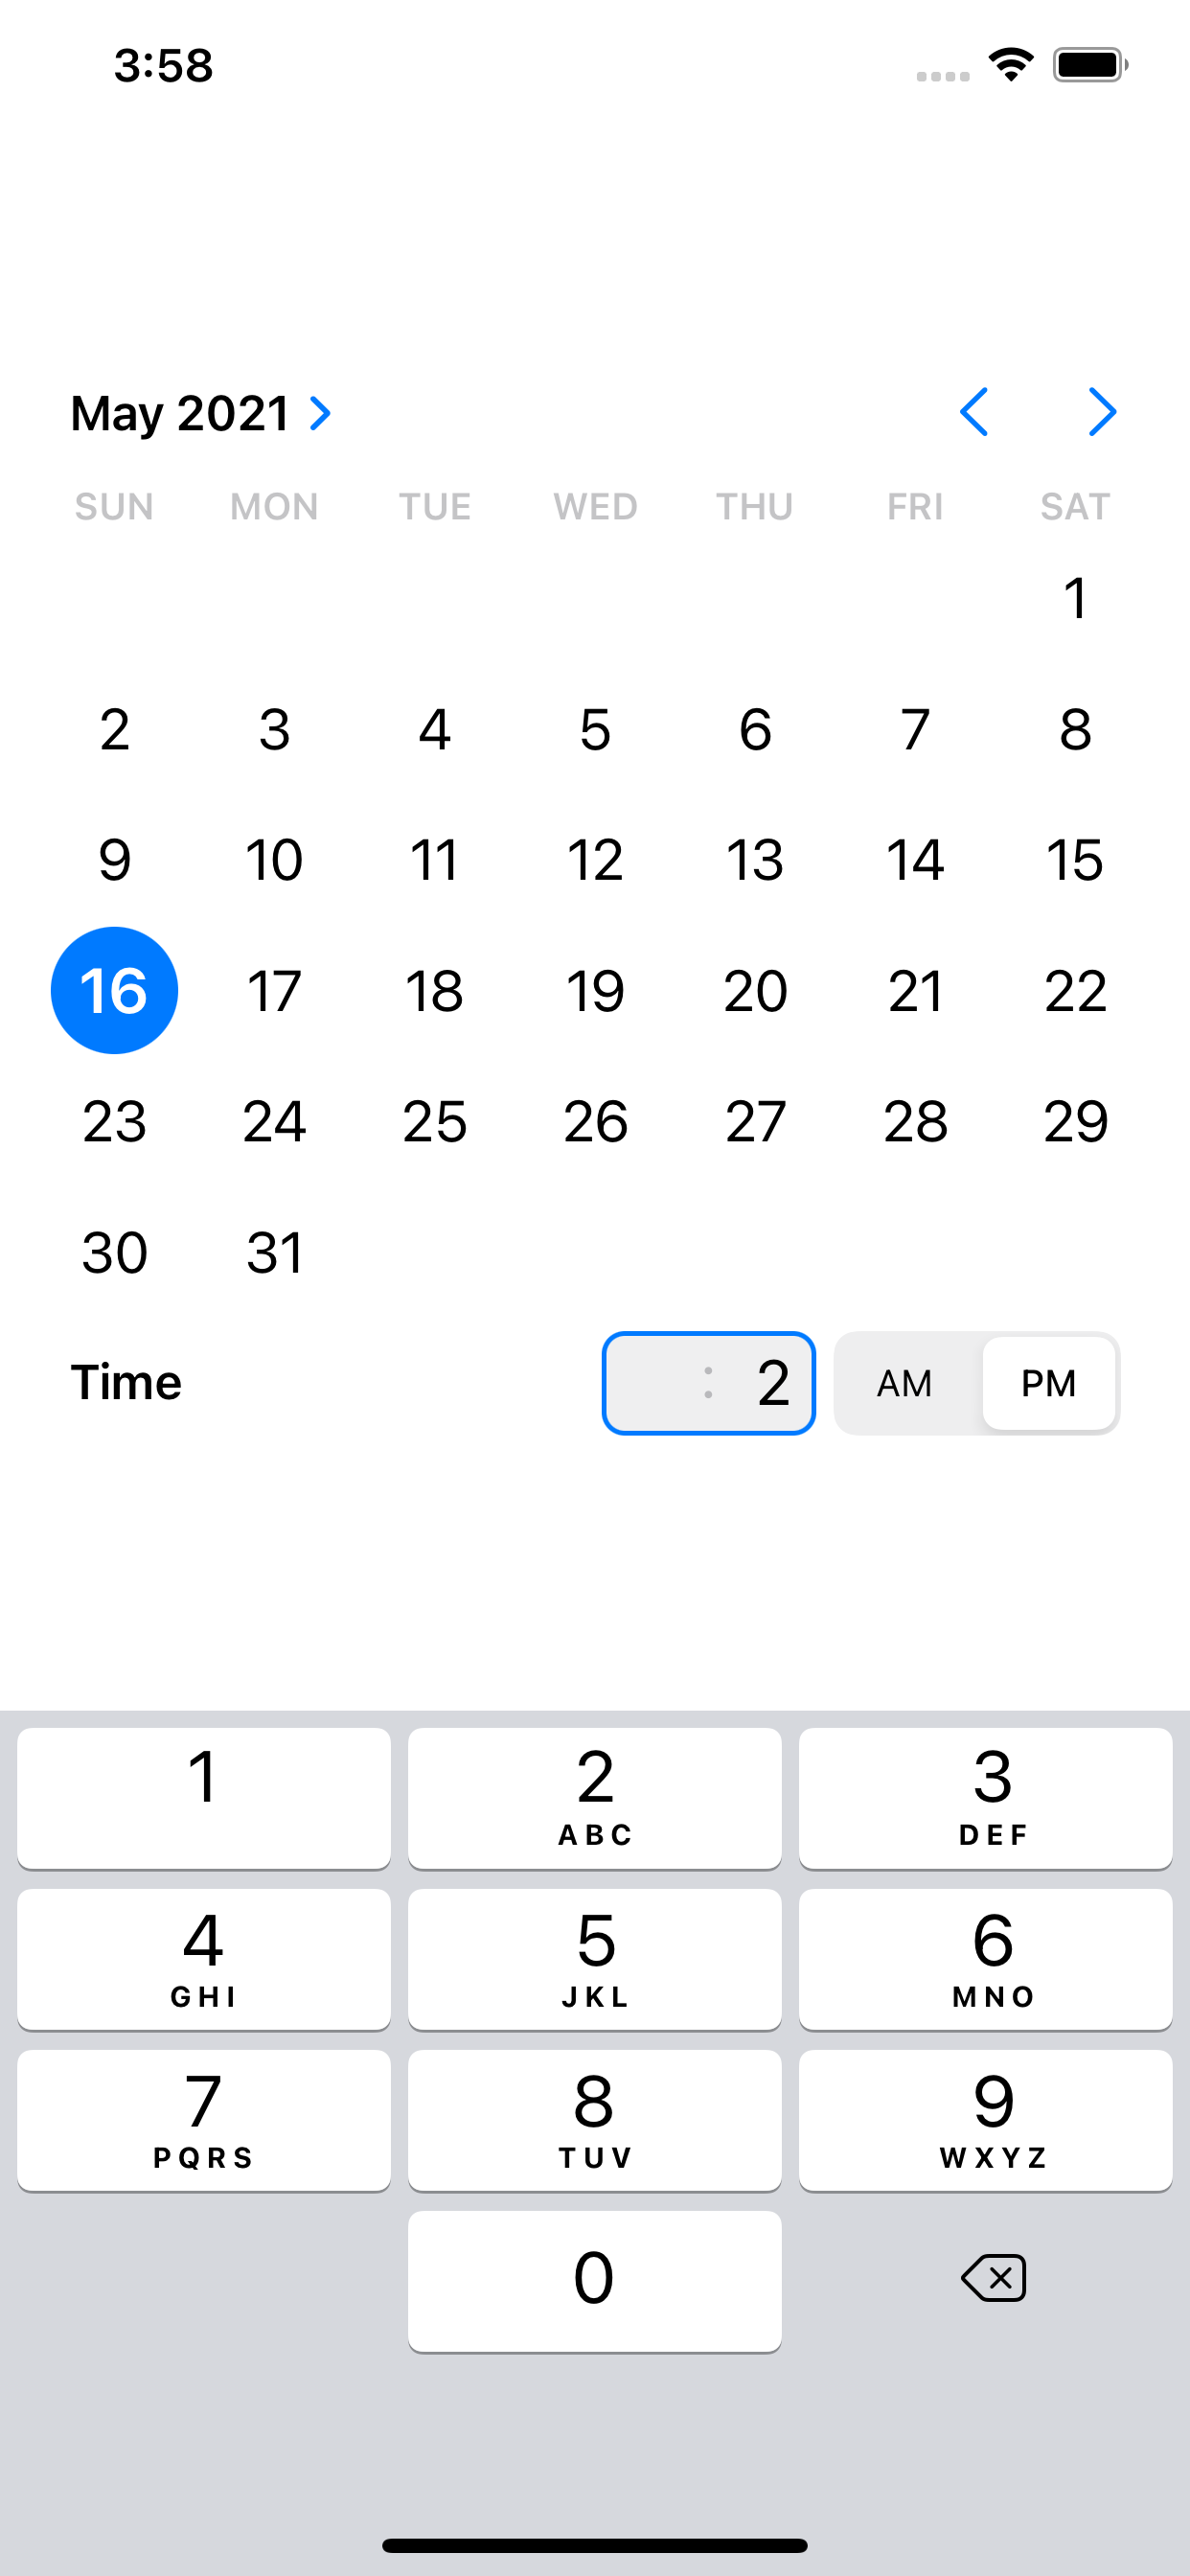 3:58
May 2021
SUN MON TUE WED THU FRI SAT
1
2 3 4 5 6 7 8
9 10 11 12 13 14 15
16 17 18 19 20 21 22
23 24 25 26 27 28 29
30 31
Time : 2 AM PM
1 2 3
ABC DEF
4 5 6
GHI JKL MNO
7 8 9
PQRS TUV WXYZ
0